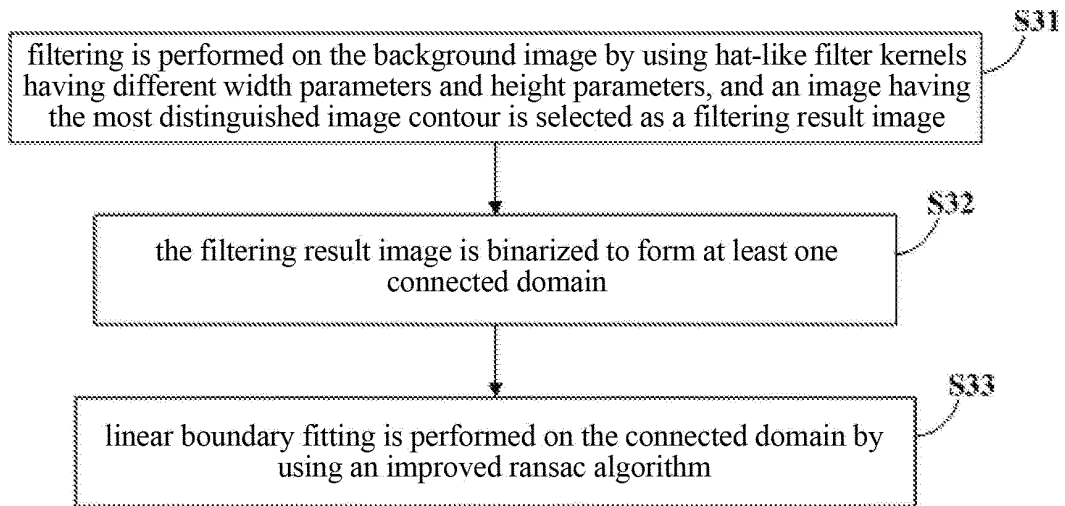 S31
filtering is performed on the background image by using hat-like filter kernels
having different width parameters and height parameters, and an image having
the most distinguished image contour is selected as a filtering result image
S32
the filtering result image is binarized to form at least one
connected domain
S33
linear boundary fitting is performed on the connected domain by
using an improved ransac algorithm